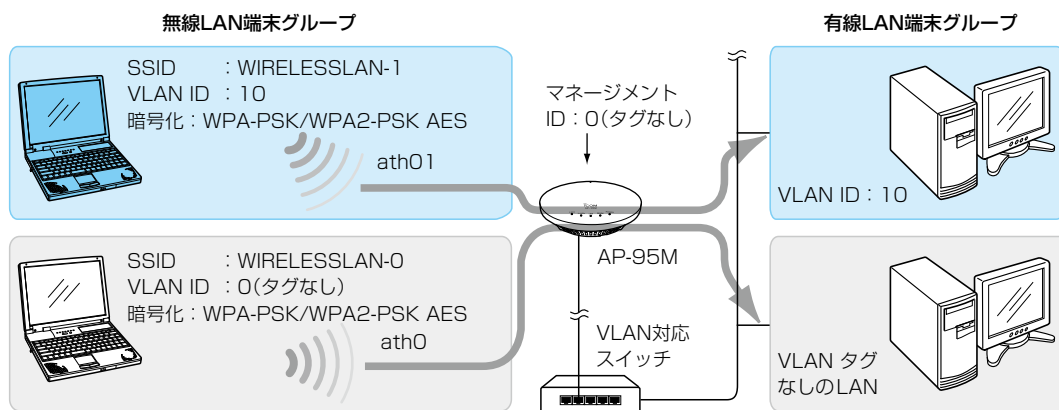 無線LAN端末グループ
有線LAN端末グループ
SSID : WIRELESSLAN-1
VLAN ID : 10
暗号化:WPA-PSK/WPA2-PSK AES
ath01
マネージメント
ID:0(タグなし)
VLAN ID:10
SSID : WIRELESSLAN-0
VLAN ID : 0(タグなし)
暗号化:WPA-PSK/WPA2-PSK AES
ath0
AP-95M
VLAN対応
スイッチ
VLAN タグ
なしのLAN